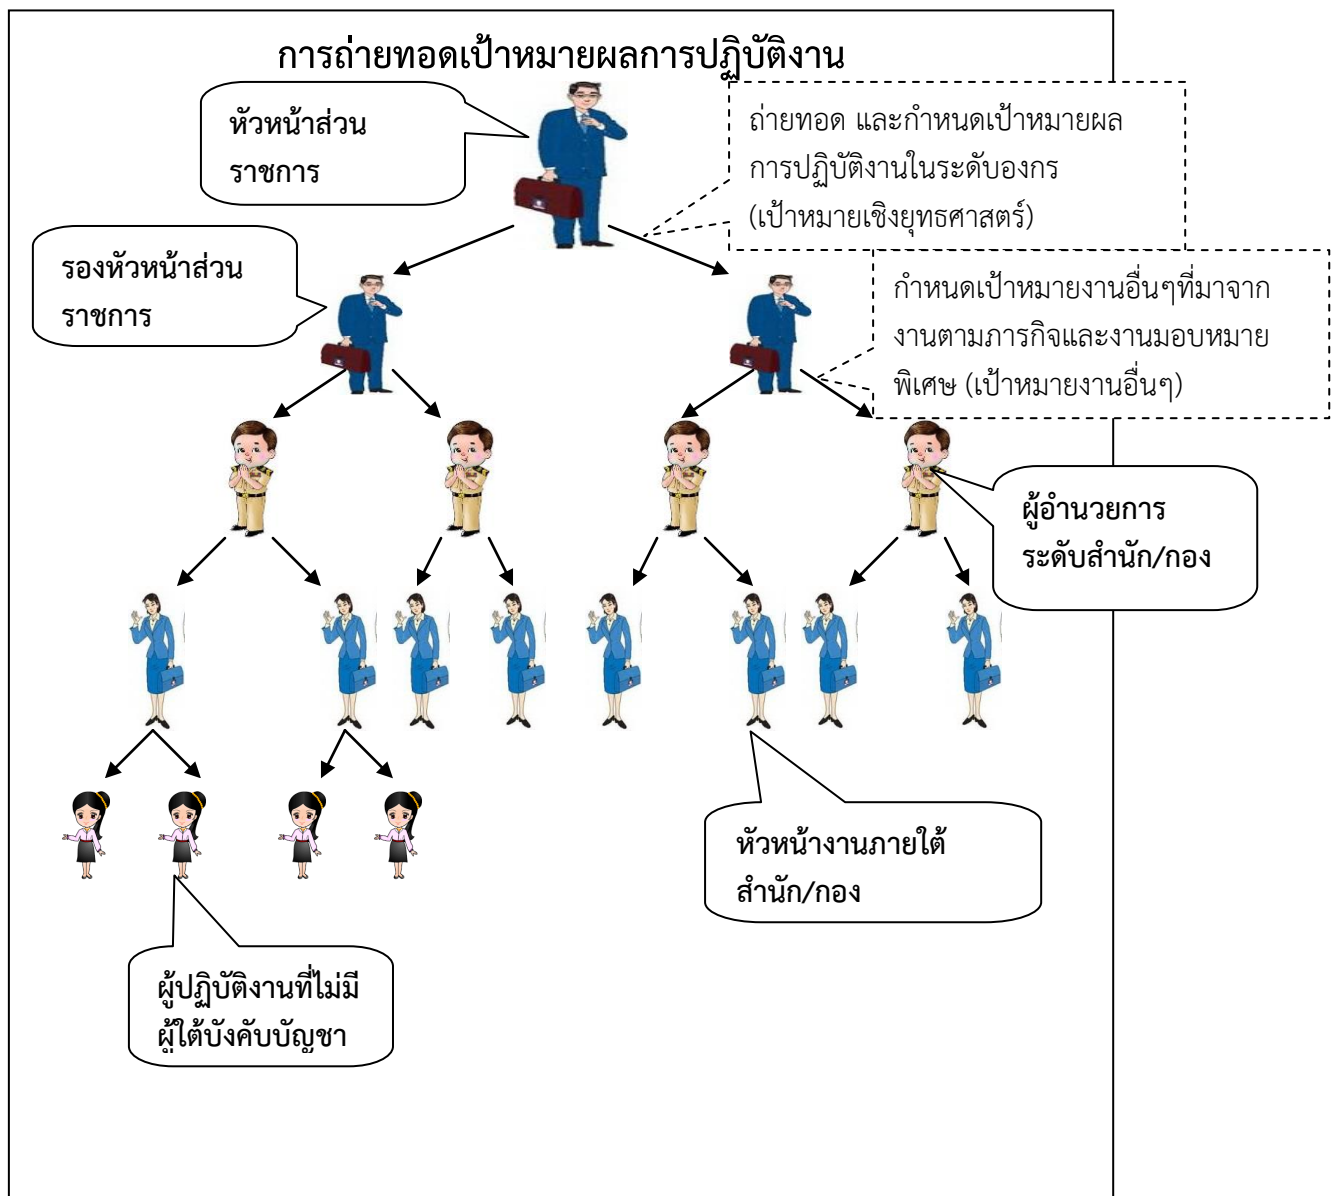 การถ่ายทอดเป้าหมายผลการปฏิบัติงาน
หัวหน้าส่วน
ราชการ
ถ่ายทอด และกำหนดเป้าหมายผล
การปฏิบัติงานในระดับองกร
(เป้าหมายเชิงยุทธศาสตร์)
รองหัวหน้าส่วน
ราชการ
กำหนดเป้าหมายงานอื่นๆที่มาจาก
งานตามภารกิจและงานมอบหมาย
พิเศษ (เป้าหมายงานอื่นๆ)
ผู้อำนวยการ
ระดับสำนัก/กอง
หัวหน้างานภายใต้
สำนัก/กอง
ผู้ปฏิบัติงานที่ไม่มี
ผู้ใต้บังคับบัญชา